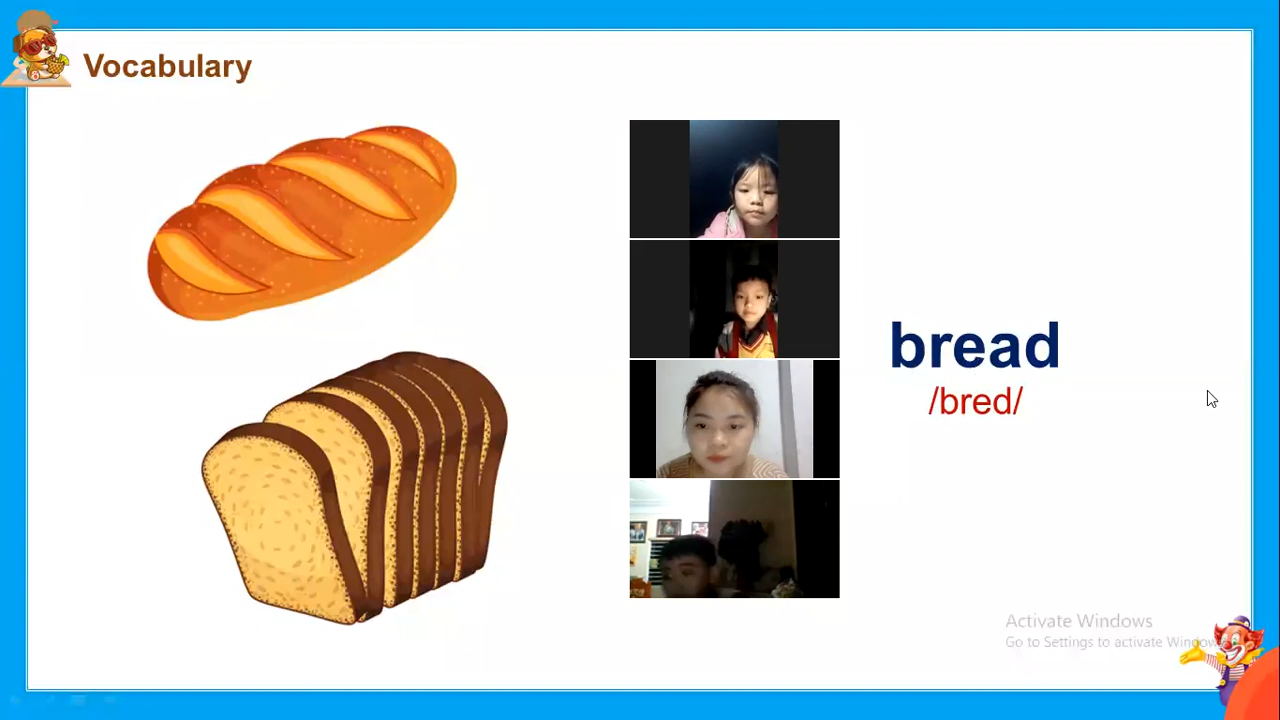 Vocabulary
bread
/bred/
Activate Windows
Go to Settings to activate Windows.